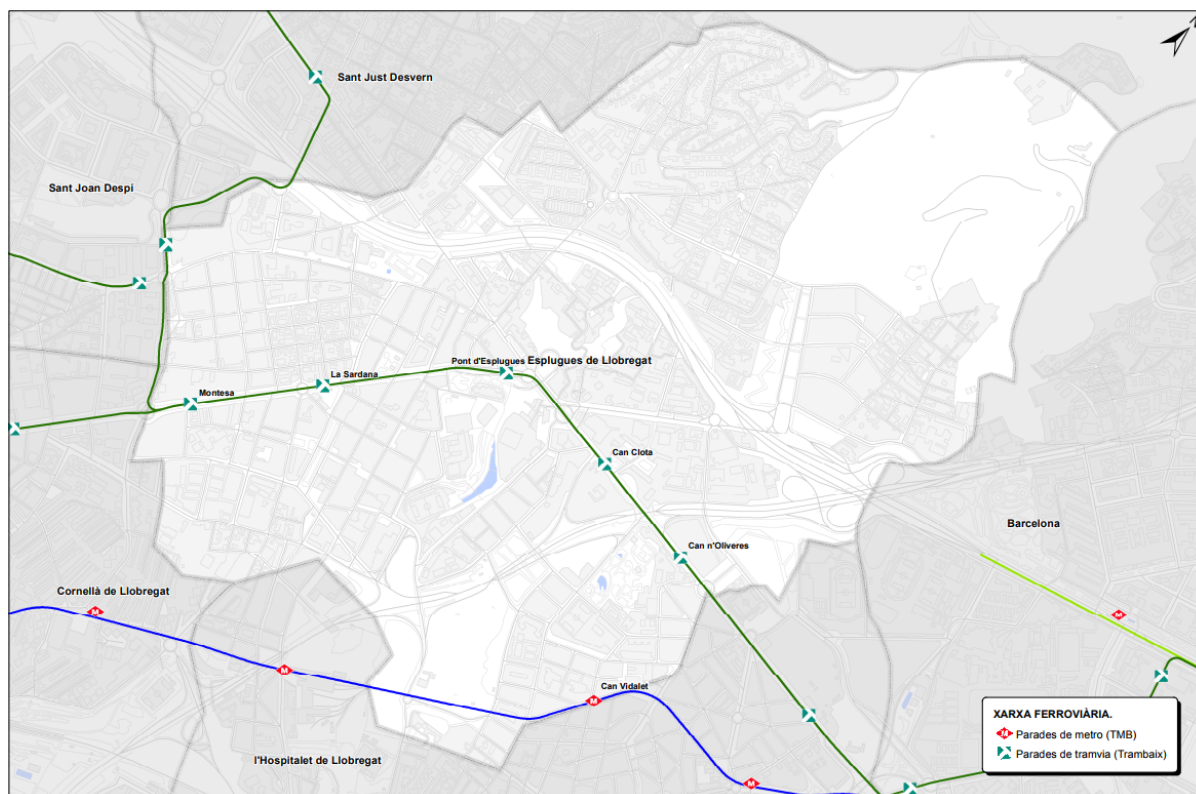 Sant Just Desvern
Sant Joan Despí
Pont d'Esplugues
Esplugues de Llobregat
La Sardana
Montesa
Can Clota
Barcelona
Can n'Oliveres
Cornellà de Llobregat
M
M
M
Can Vidalet
M
M
l'Hospitalet de Llobregat
XARXA FERROVIÀRIA.
M Parades de metro (TMB)
Parades de tramvia (Trambaix)